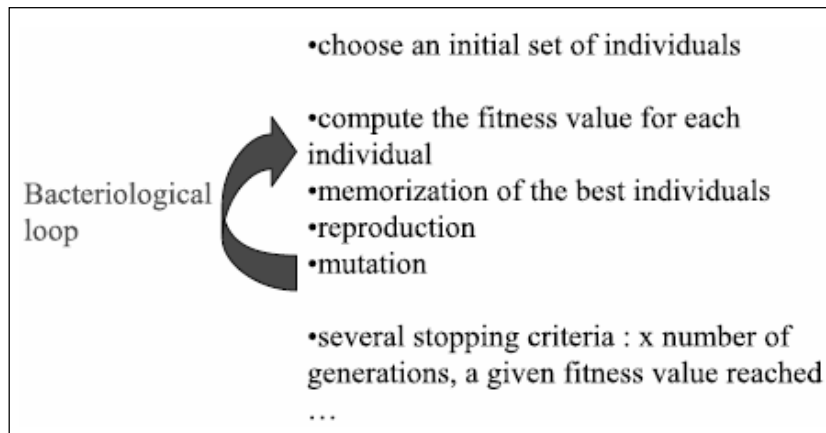 •choose an initial set of individuals
•compute the fitness value for each
individual
•memorization of the best individuals
•reproduction
•mutation
Bacteriological
loop
•several stopping criteria : x number of
generations, a given fitness value reached
…